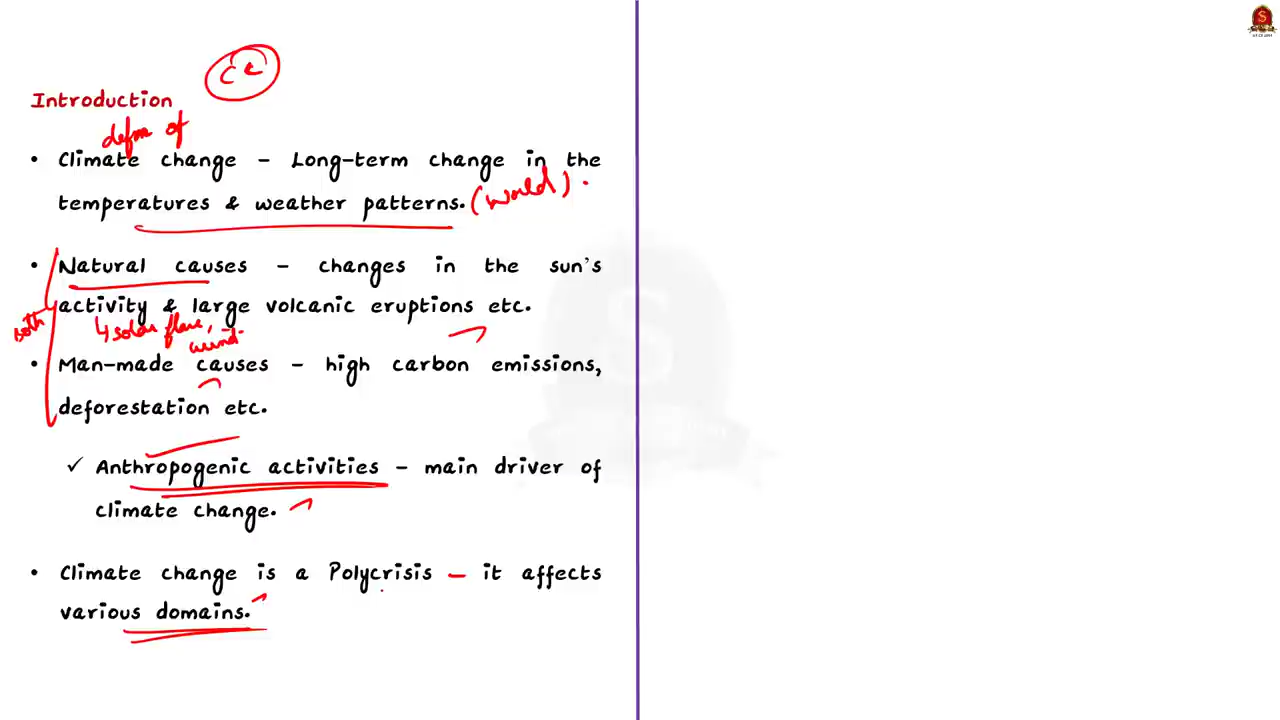 CC
Introduction
defn of
• Climate change – Long-term change in the
temperatures & weather patterns. (World).
• Natural causes – changes in the sun's
activity & large volcanic eruptions etc.
both
↳ solar flare,
wind
• Man-made causes – high carbon emissions,
deforestation etc.
✓ Anthropogenic activities – main driver of
climate change.
• Climate change is a Polycrisis – it affects
various domains.